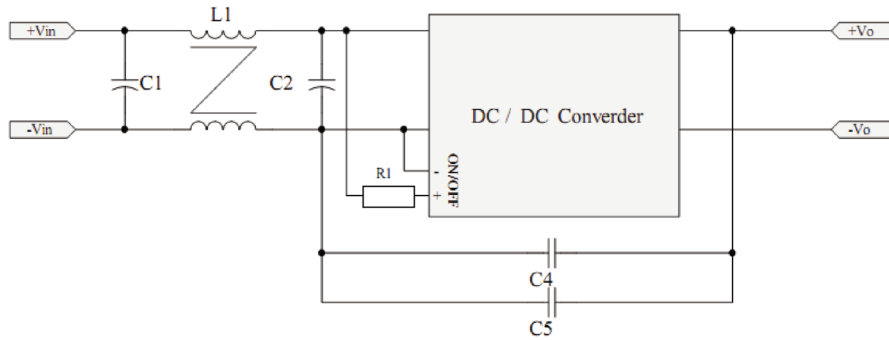 L1
+Vin
+Vo
C1
C2
DC / DC Converder
-Vin
-Vo
-
ON/OFF
R1
+
C4
C5